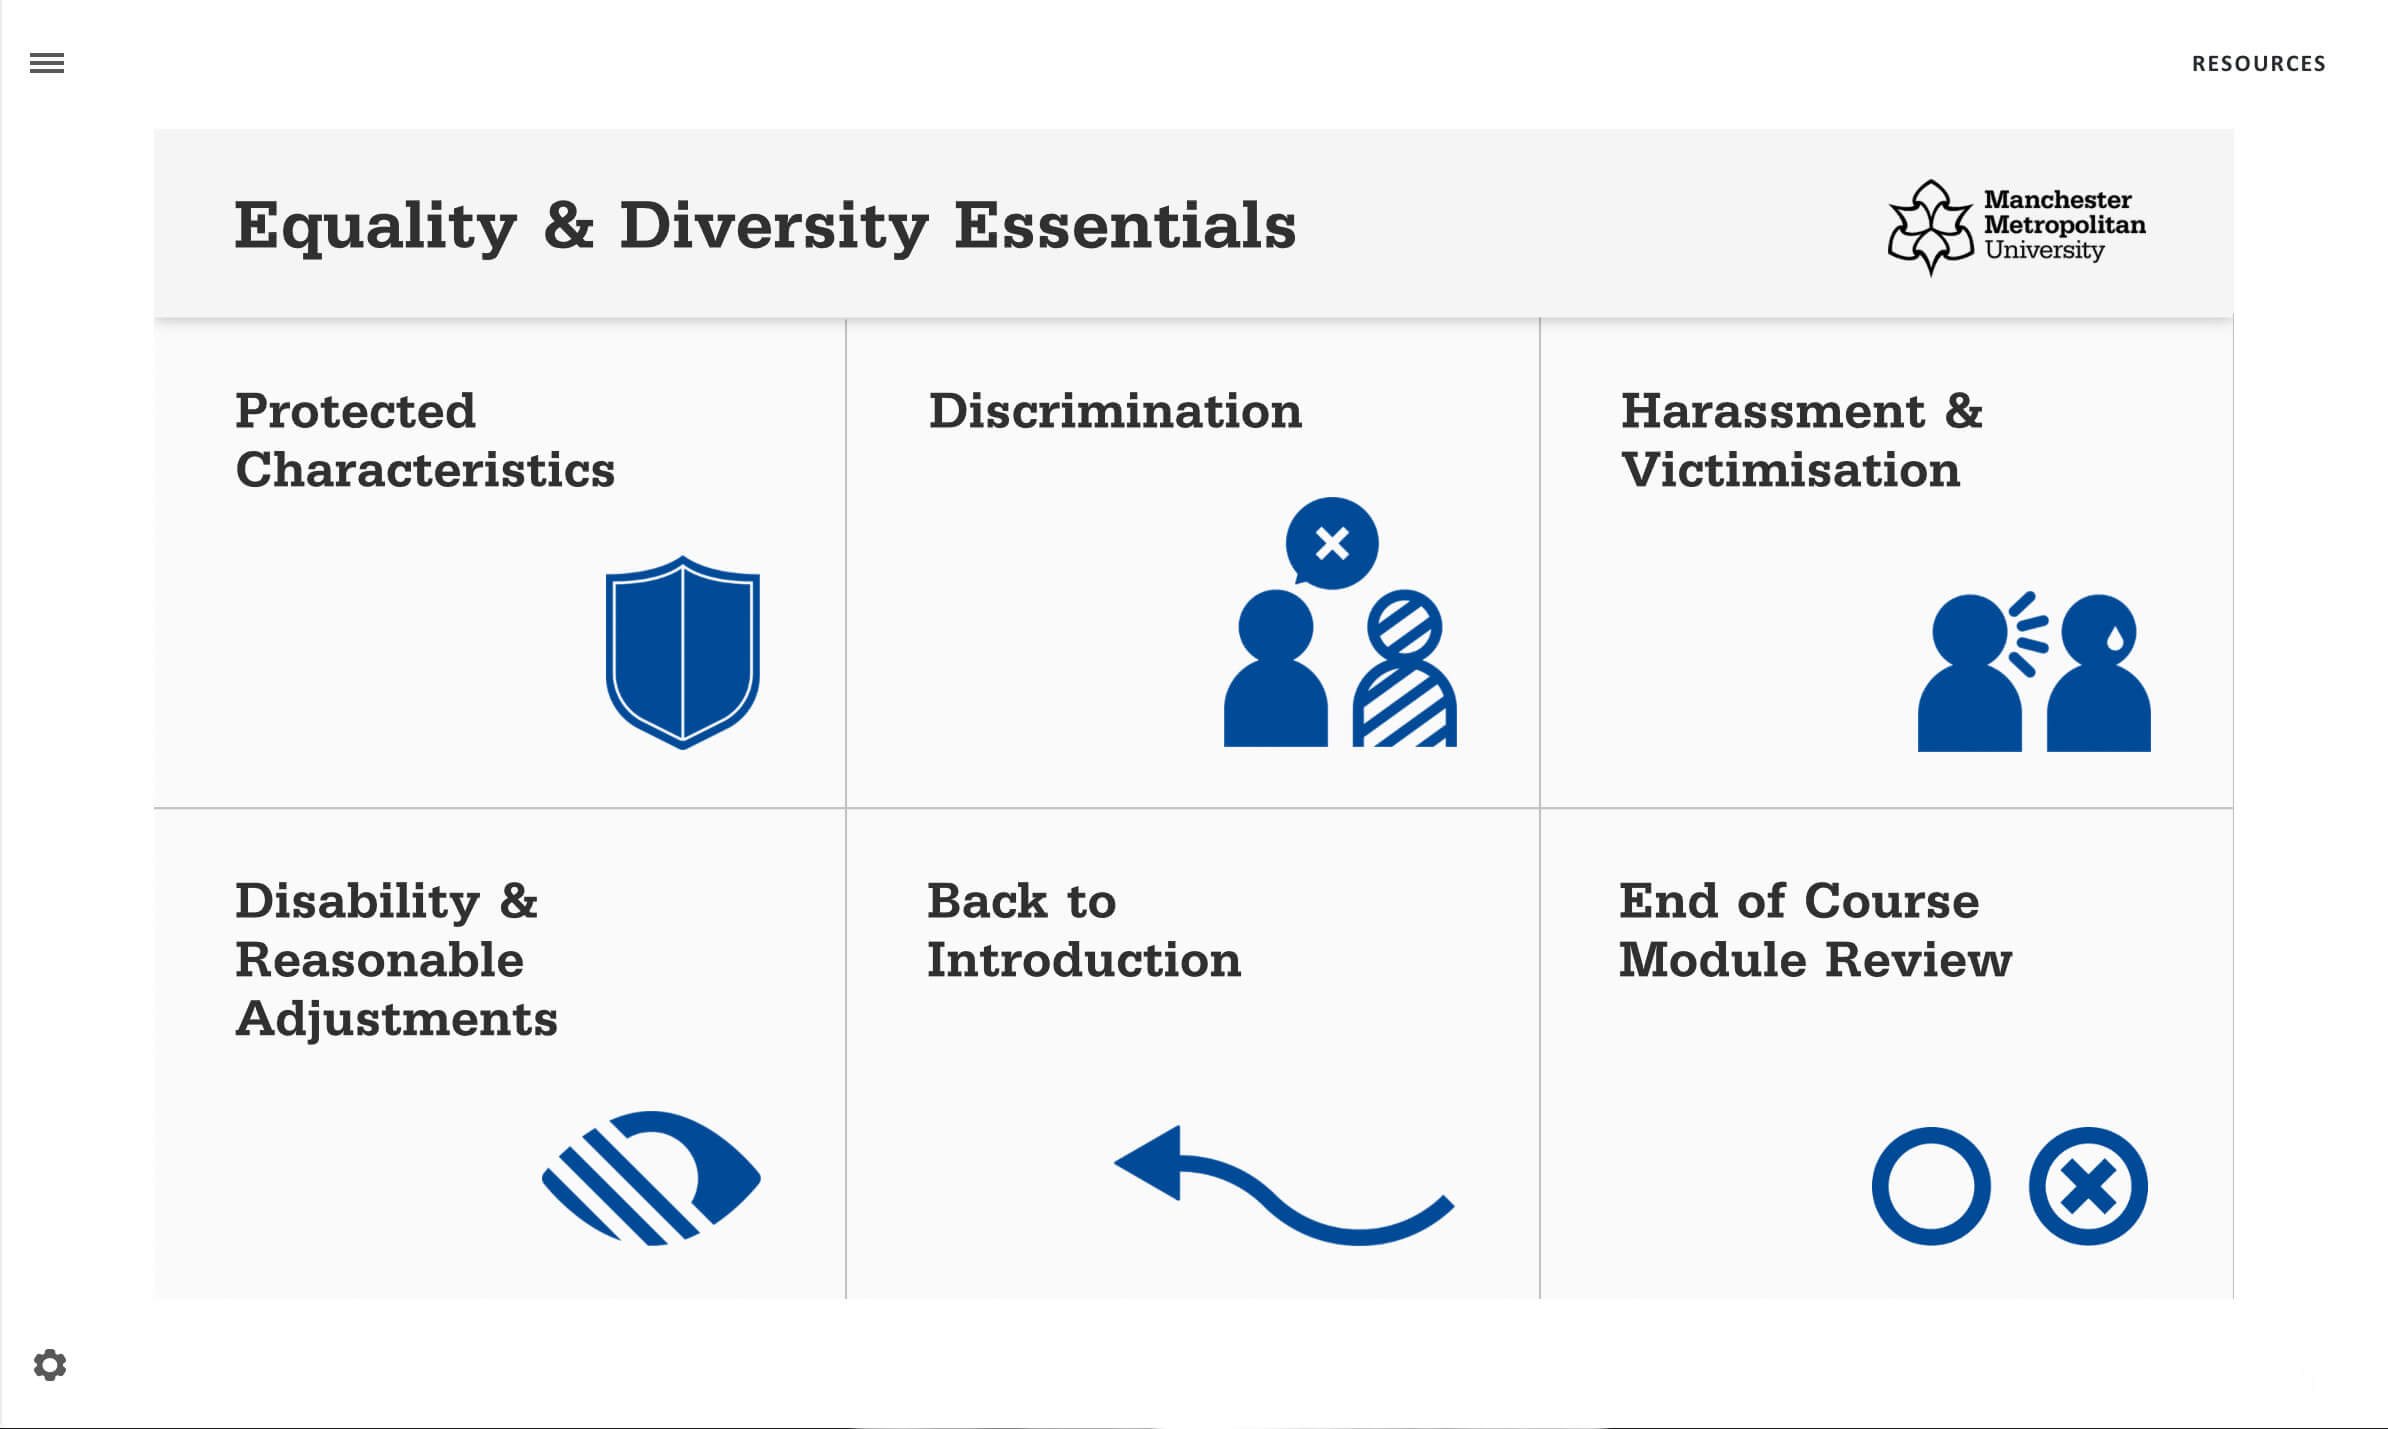 RESOURCES
Equality & Diversity Essentials
Manchester
Metropolitan
University
Protected
Characteristics
Discrimination
Harassment &
Victimisation
Disability &
Reasonable
Adjustments
Back to
Introduction
End of Course
Module Review